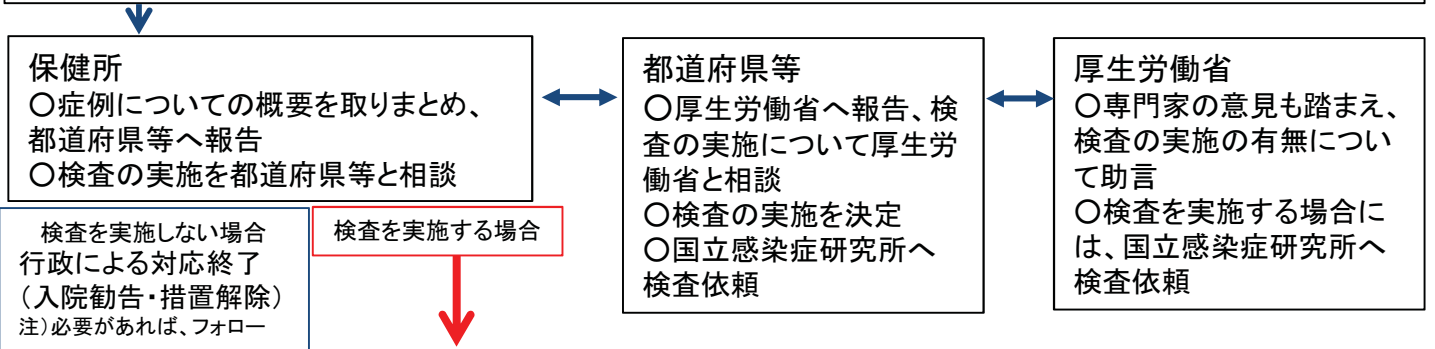 保健所
〇症例についての概要を取りまとめ、
都道府県等へ報告
〇検査の実施を都道府県等と相談
都道府県等
〇厚生労働省へ報告、検
査の実施について厚生労
働省と相談
〇検査の実施を決定
〇国立感染症研究所へ
検査依頼
厚生労働省
〇専門家の意見も踏まえ、
検査の実施の有無につい
て助言
〇検査を実施する場合に
は、国立感染症研究所へ
検査依頼
検査を実施しない場合
行政による対応終了
（入院勧告・措置解除）
注）必要があれば、フォロー
検査を実施する場合